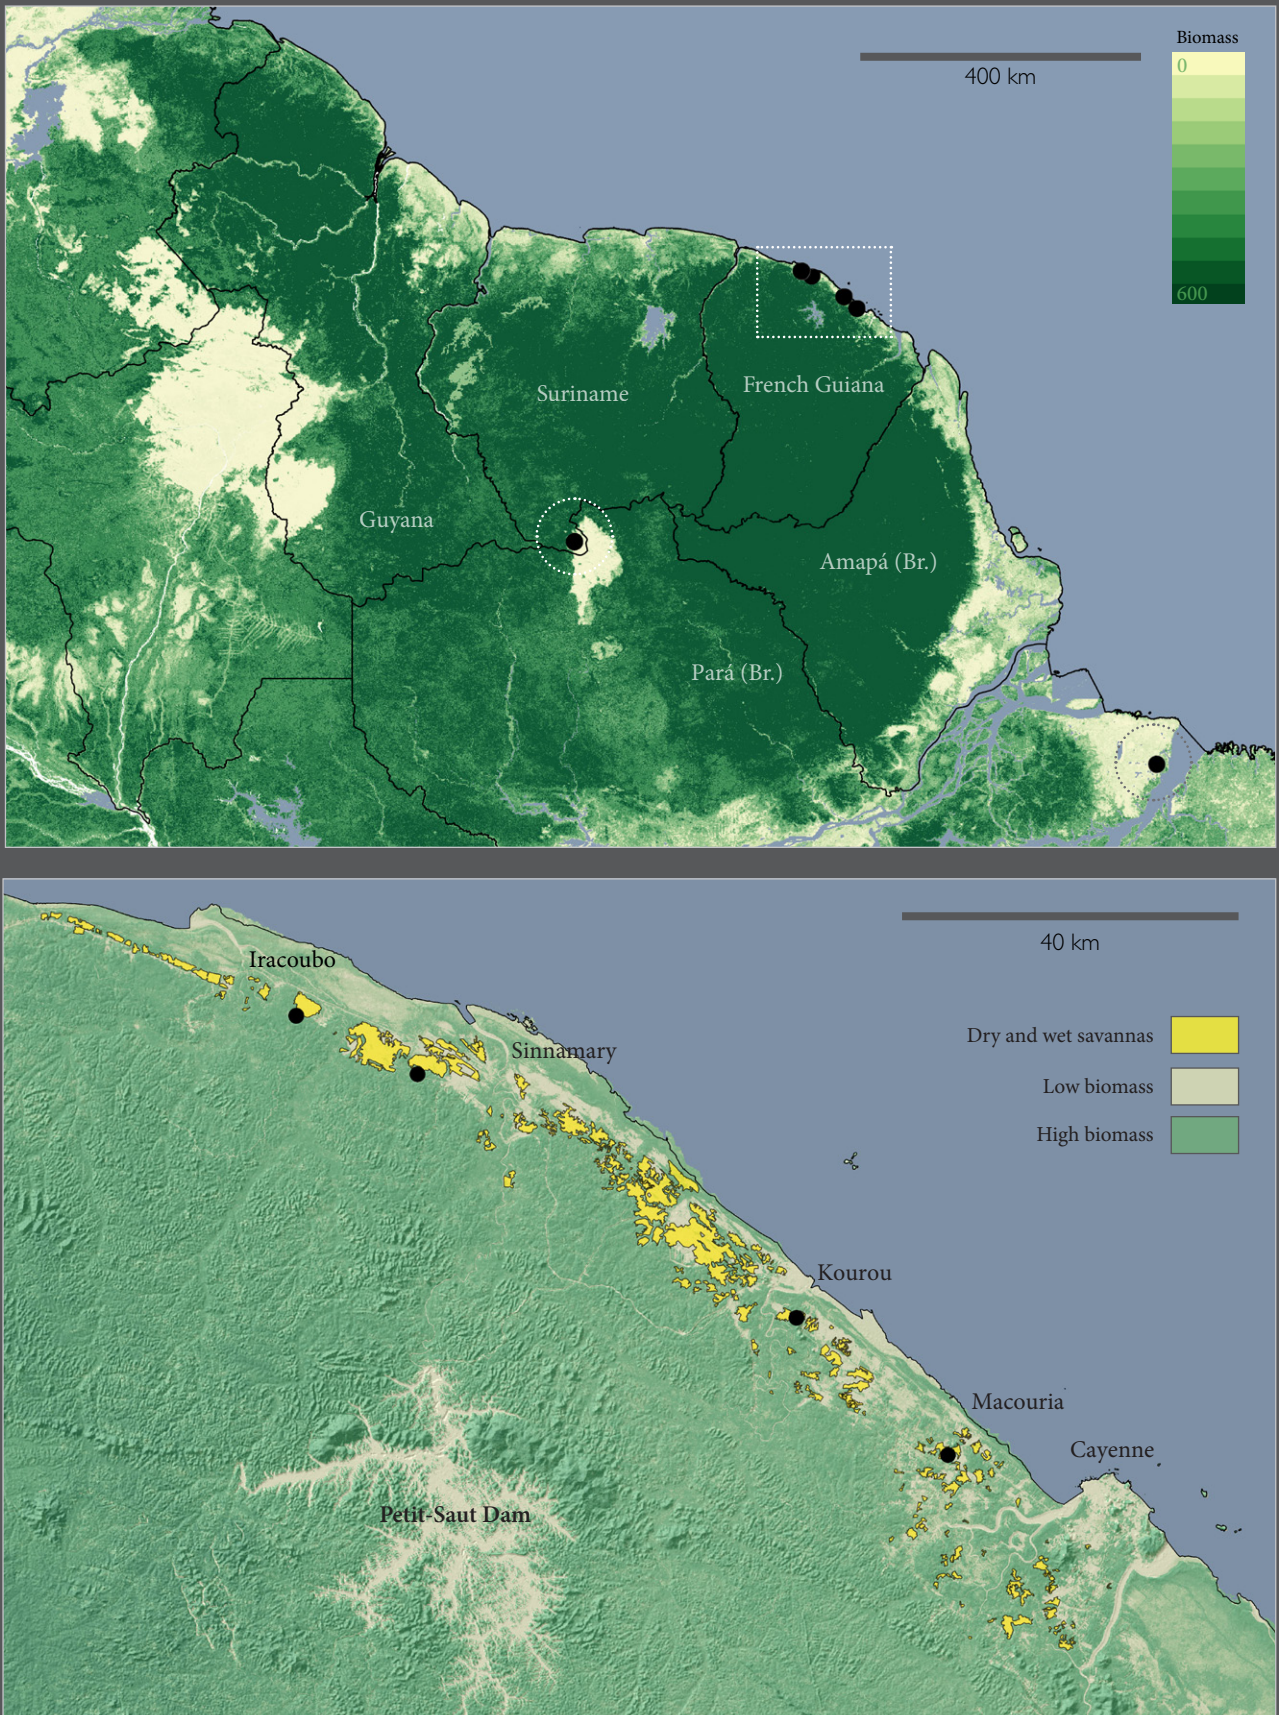 Biomass
0
400 km
600
Suriname
French Guiana
Guyana
Amapá (Br.)
Pará (Br.)
40 km
Iracoubo
Dry and wet savannas
Sinnamary
Low biomass
High biomass
Kourou
Macouria
Cayenne
Petit-Saut Dam